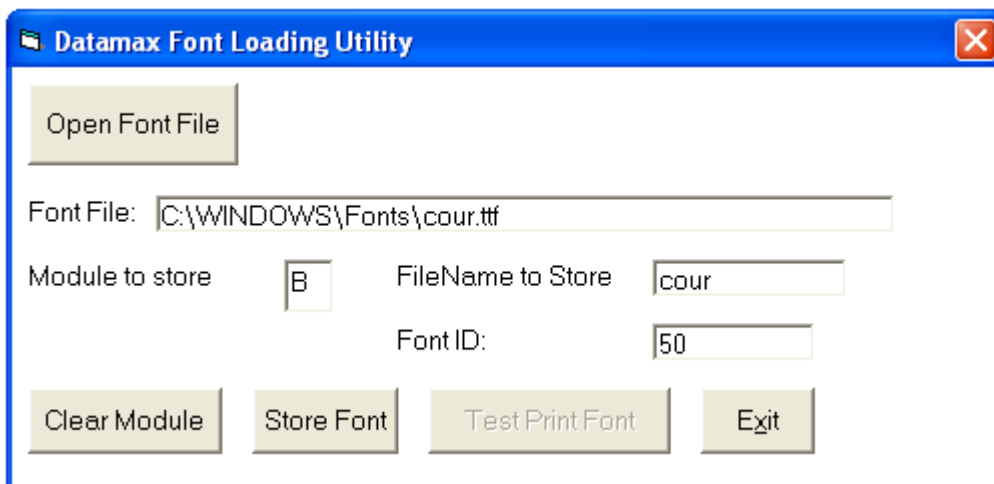 Datamax Font Loading Utility
Open Font File
Font File: C:\WINDOWS\Fonts\cour.ttf
Module to store B FileName to Store cour
Font ID: 50
Clear Module Store Font Test Print Font Exit